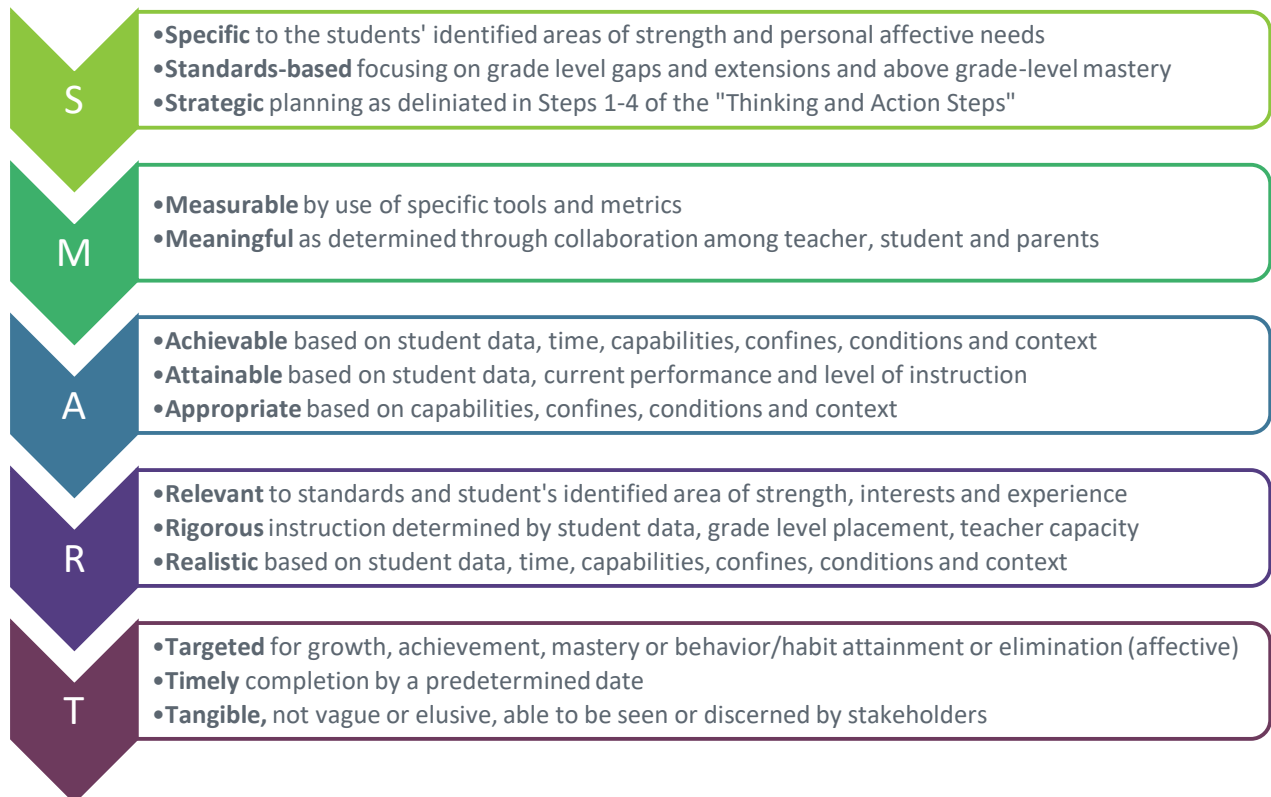 S
•Specific to the students' identified areas of strength and personal affective needs
•Standards-based focusing on grade level gaps and extensions and above grade-level mastery
•Strategic planning as deliniated in Steps 1-4 of the "Thinking and Action Steps"
M
•Measurable by use of specific tools and metrics
•Meaningful as determined through collaboration among teacher, student and parents
A
•Achievable based on student data, time, capabilities, confines, conditions and context
•Attainable based on student data, current performance and level of instruction
•Appropriate based on capabilities, confines, conditions and context
R
•Relevant to standards and student's identified area of strength, interests and experience
•Rigorous instruction determined by student data, grade level placement, teacher capacity
•Realistic based on student data, time, capabilities, confines, conditions and context
T
•Targeted for growth, achievement, mastery or behavior/habit attainment or elimination (affective)
•Timely completion by a predetermined date
•Tangible, not vague or elusive, able to be seen or discerned by stakeholders